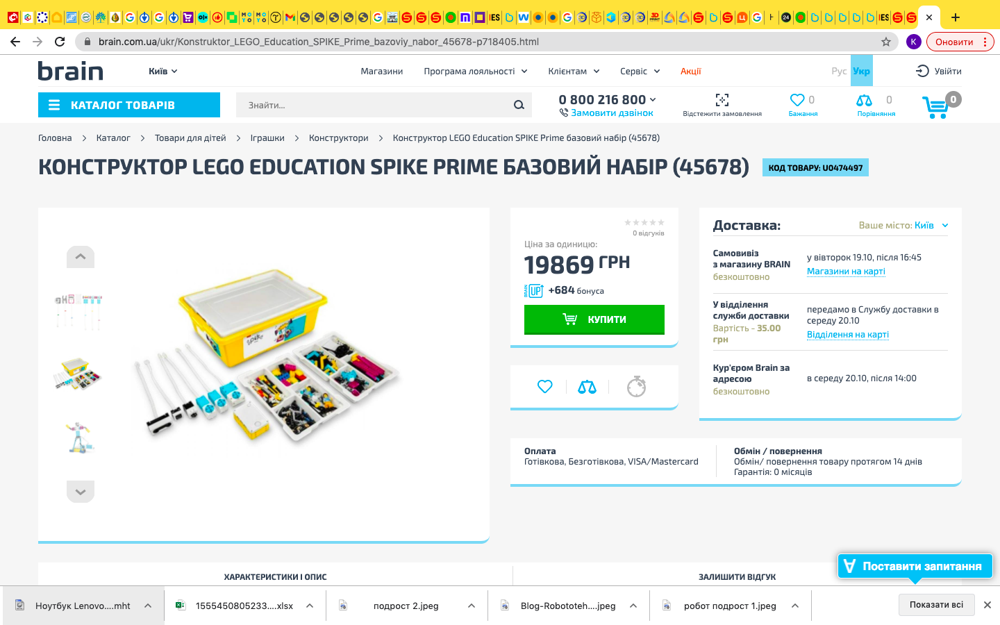 brain.com.ua/ukr/Konstruktor_LEGO_Education_SPIKE_Prime_bazoviy_nabor_45678-p718405.html
K
Оновити
brain
Київ
Магазини
Програма лояльності
Клієнтам
Сервіс
Акції
Рус
Укр
Увійти
КАТАЛОГ ТОВАРІВ
Знайти...
0 800 216 800
Замовити дзвінок
Відстежити замовлення
0
Бажання
0
Порівняння
0
Головна
Каталог
Товари для дітей
Іграшки
Конструктори
Конструктор LEGO Education SPIKE Prime базовий набір (45678)
КОНСТРУКТОР LEGO EDUCATION SPIKE PRIME БАЗОВИЙ НАБІР (45678)
КОД ТОВАРУ: U0474497
0 відгуків
Ціна за одиницю:
19869 ГРН
BRAIN UP +684 бонуса
КУПИТИ
Доставка:
Ваше місто: Київ
Самовивіз
з магазину BRAIN
безкоштовно
у вівторок 19.10, після 16:45
Магазини на карті
У відділення
служби доставки
Вартість - 35.00
грн
передамо в Службу доставки в
середу 20.10
Відділення на карті
Кур'єром Brain за
адресою
безкоштовно
в середу 20.10, після 14:00
Оплата
Готівкова, Безготівкова, VISA/Mastercard
Обмін / повернення
Обмін/ повернення товару протягом 14 днів
Гарантія: 0 місяців
ХАРАКТЕРИСТИКИ І ОПИС
ЗАЛИШИТИ ВІДГУК
Поставити запитання
Ноутбук Lenovo....mht
1555450805233....xlsx
подрост 2.jpeg
Blog-Robototeh....jpeg
робот подрост 1.jpeg
Показати всі